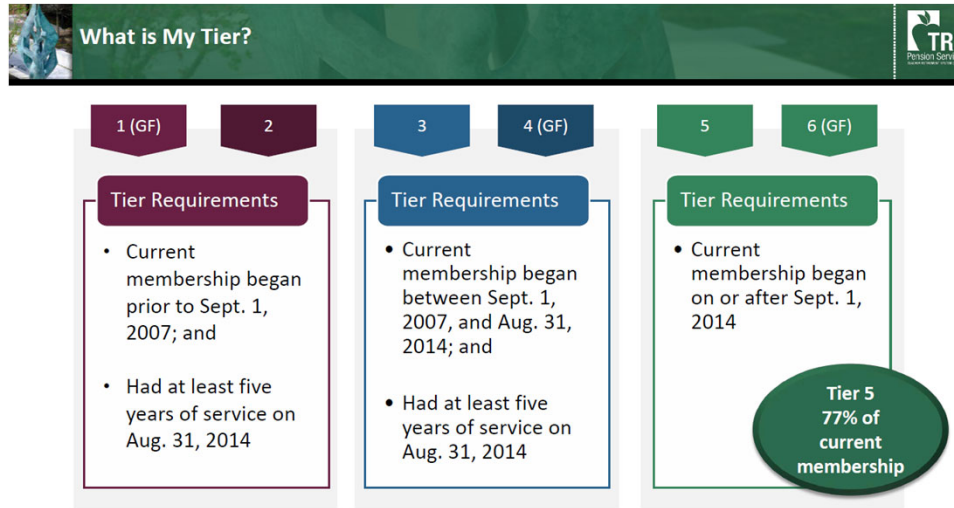 What is My Tier?
TR
Pension Servi
1 (GF)
2
3
4 (GF)
5
6 (GF)
Tier Requirements
• Current
membership began
prior to Sept. 1,
2007; and
• Had at least five
years of service on
Aug. 31, 2014
Tier Requirements
• Current
membership began
between Sept. 1,
2007, and Aug. 31,
2014; and
• Had at least five
years of service on
Aug. 31, 2014
Tier Requirements
• Current
membership began
on or after Sept. 1,
2014
Tier 5
77% of
current
membership